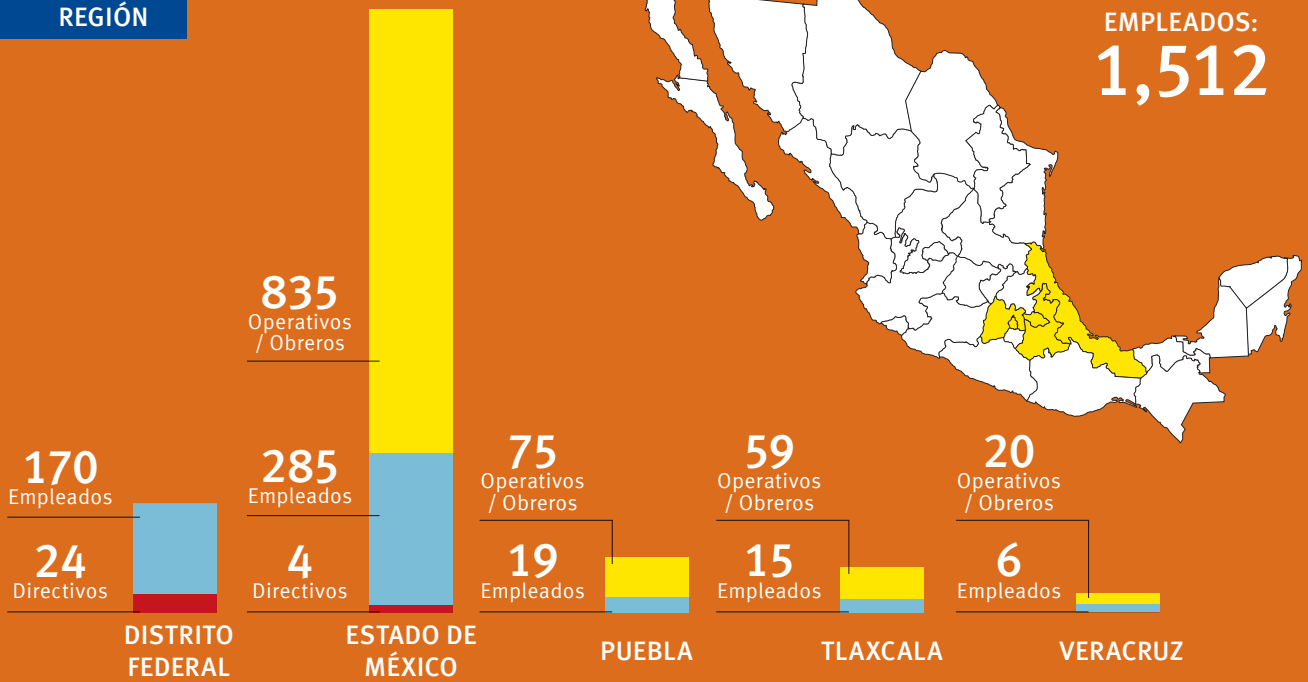 REGIÓN
EMPLEADOS:
1,512
170
Empleados
24
Directivos
DISTRITO
FEDERAL
835
Operativos
/ Obreros
285
Empleados
4
Directivos
ESTADO DE
MÉXICO
75
Operativos
/ Obreros
19
Empleados
PUEBLA
59
Operativos
/ Obreros
15
Empleados
TLAXCALA
20
Operativos
/ Obreros
6
Empleados
VERACRUZ